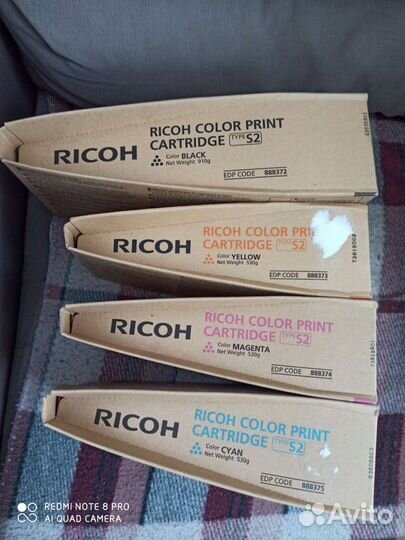 RICOH
RICOH COLOR PRINT
CARTRIDGE TYPE S2
Color BLACK
Net Weight 910g
EDP CODE 888372
RICOH
RICOH COLOR PRINT
CARTRIDGE TYPE S2
Color YELLOW
Net Weight 530g
EDP CODE 888373
RICOH
RICOH COLOR PRINT
CARTRIDGE TYPE S2
Color MAGENTA
Net Weight 530g
EDP CODE 888374
RICOH
RICOH COLOR PRINT
CARTRIDGE TYPE S2
Color CYAN
Net Weight 530g
EDP CODE 888375
REDMI NOTE 8 PRO
AI QUAD CAMERA
Avito